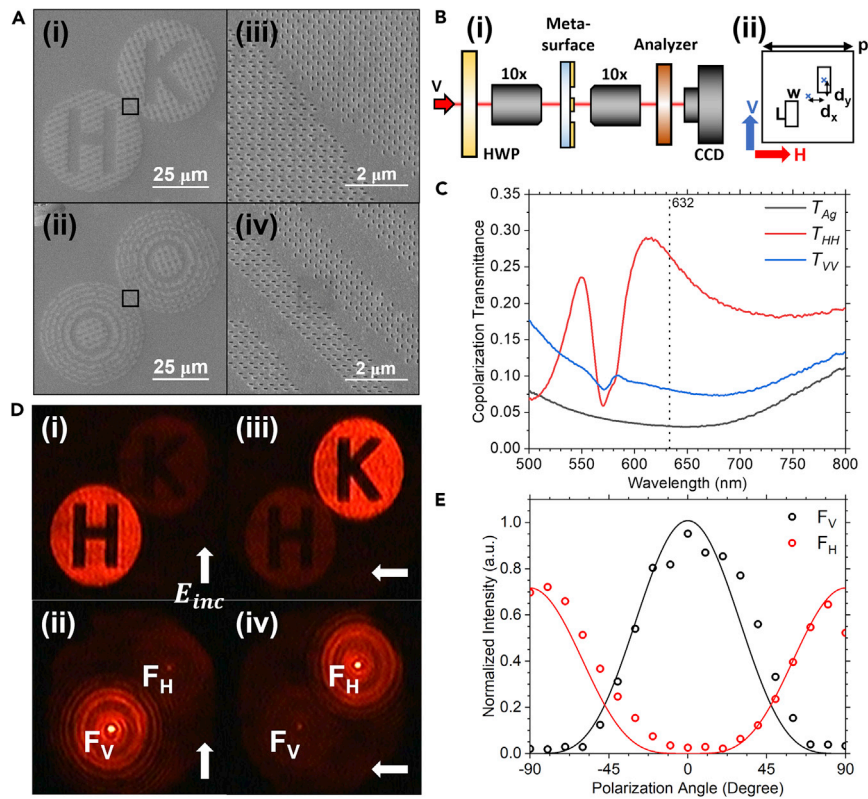 A
(i)
H
K
25 μm
(iii)
2 μm
(ii)
25 μm
(iv)
2 μm
B
(i)
Meta-
surface
Analyzer
V
10x
10x
HWP
CCD
(ii)
p
w
L
d_y
d_x
V
H
C
Copolarization Transmittance
0.35
0.30
0.25
0.20
0.15
0.10
0.05
0.00
632
T_Ag
T_HH
T_VV
500 550 600 650 700 750 800
Wavelength (nm)
D
(i)
K
H
E_inc
(iii)
K
H
(ii)
F_H
F_V
(iv)
F_H
F_V
E
Normalized Intensity (a.u.)
1.0
0.8
0.6
0.4
0.2
0.0
F_V
F_H
-90 -45 0 45 90
Polarization Angle (Degree)